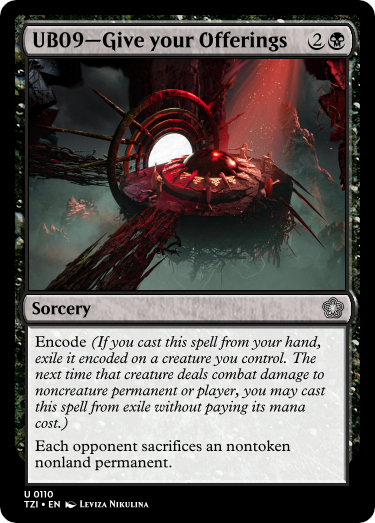 UB09—Give your Offerings 2
Sorcery
Encode (If you cast this spell from your hand,
exile it encoded on a creature you control. The
next time that creature deals combat damage to
noncreature permanent or player, you may cast
this spell from exile without paying its mana
cost.)
Each opponent sacrifices an nontoken
nonland permanent.
U 0110
TZI • EN Leviza Nikulina